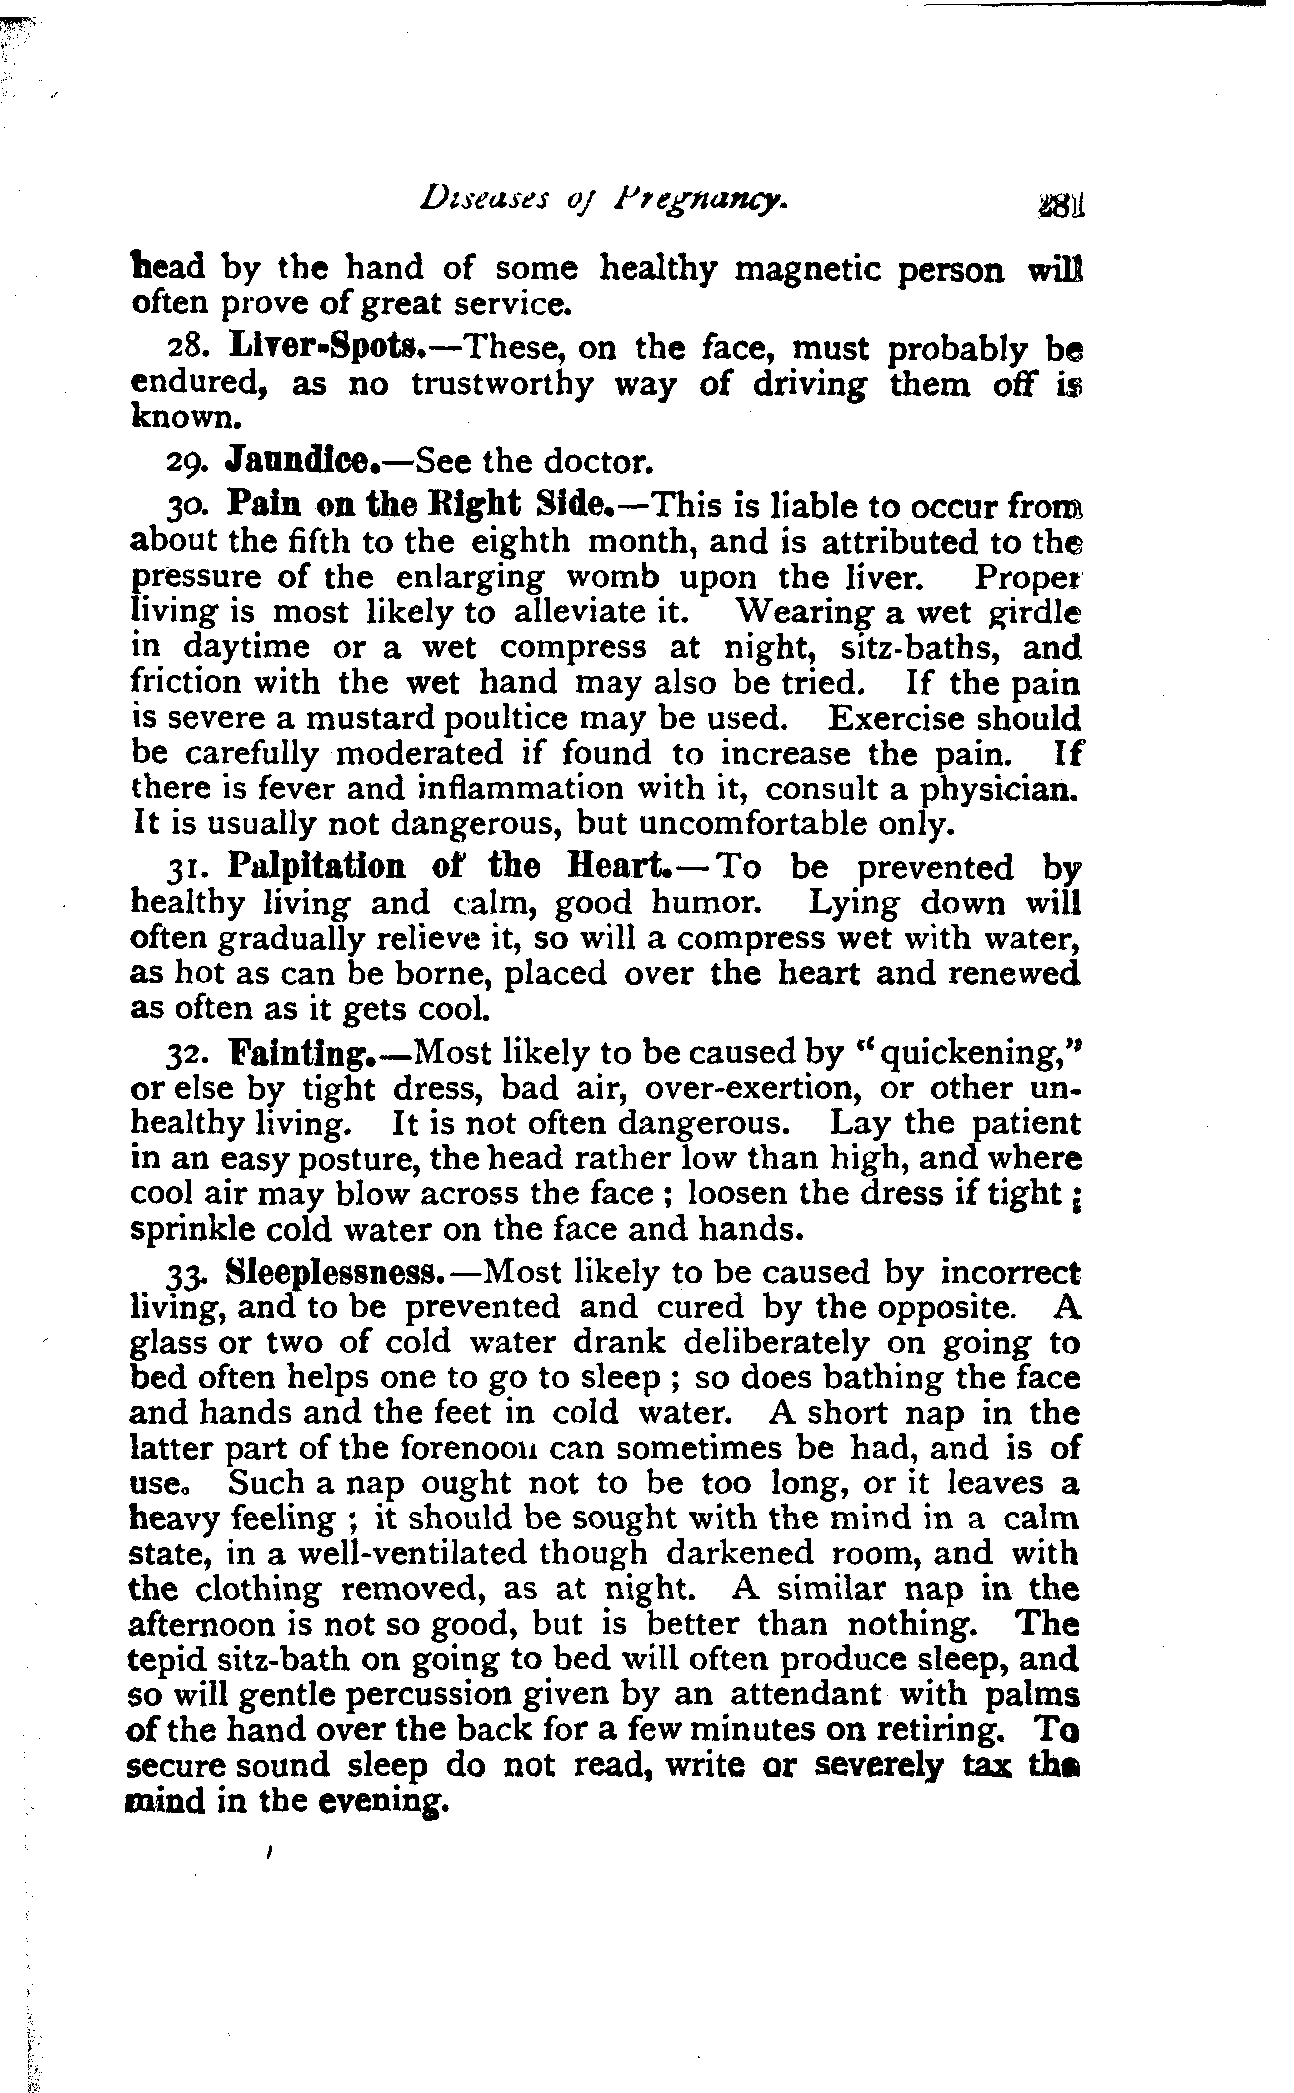 Diseases of Pregnancy. 281
head by the hand of some healthy magnetic person will
often prove of great service.
28. Liver-Spots.—These, on the face, must probably be
endured, as no trustworthy way of driving them off is
known.
29. Jaundice.—See the doctor.
30. Pain on the Right Side.—This is liable to occur from
about the fifth to the eighth month, and is attributed to the
pressure of the enlarging womb upon the liver. Proper
living is most likely to alleviate it. Wearing a wet girdle
in daytime or a wet compress at night, sitz-baths, and
friction with the wet hand may also be tried. If the pain
is severe a mustard poultice may be used. Exercise should
be carefully moderated if found to increase the pain. If
there is fever and inflammation with it, consult a physician.
It is usually not dangerous, but uncomfortable only.
31. Palpitation of the Heart.—To be prevented by
healthy living and calm, good humor. Lying down will
often gradually relieve it, so will a compress wet with water,
as hot as can be borne, placed over the heart and renewed
as often as it gets cool.
32. Fainting.—Most likely to be caused by "quickening,"
or else by tight dress, bad air, over-exertion, or other un-
healthy living. It is not often dangerous. Lay the patient
in an easy posture, the head rather low than high, and where
cool air may blow across the face ; loosen the dress if tight ;
sprinkle cold water on the face and hands.
33. Sleeplessness.—Most likely to be caused by incorrect
living, and to be prevented and cured by the opposite. A
glass or two of cold water drank deliberately on going to
bed often helps one to go to sleep ; so does bathing the face
and hands and the feet in cold water. A short nap in the
latter part of the forenoon can sometimes be had, and is of
use. Such a nap ought not to be too long, or it leaves a
heavy feeling ; it should be sought with the mind in a calm
state, in a well-ventilated though darkened room, and with
the clothing removed, as at night. A similar nap in the
afternoon is not so good, but is better than nothing. The
tepid sitz-bath on going to bed will often produce sleep, and
so will gentle percussion given by an attendant with palms
of the hand over the back for a few minutes on retiring. To
secure sound sleep do not read, write or severely tax the
mind in the evening.